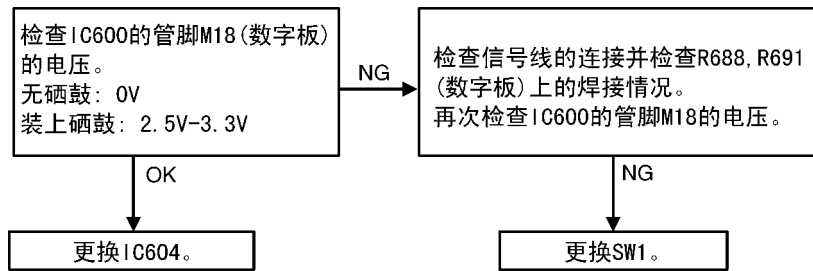 检查IC600的管脚M18(数字板)
的电压。
无硒鼓: 0V
装上硒鼓: 2.5V-3.3V
NG
检查信号线的连接并检查R688,R691
(数字板)上的焊接情况。
再次检查IC600的管脚M18的电压。
OK
NG
更换IC604。
更换SW1。